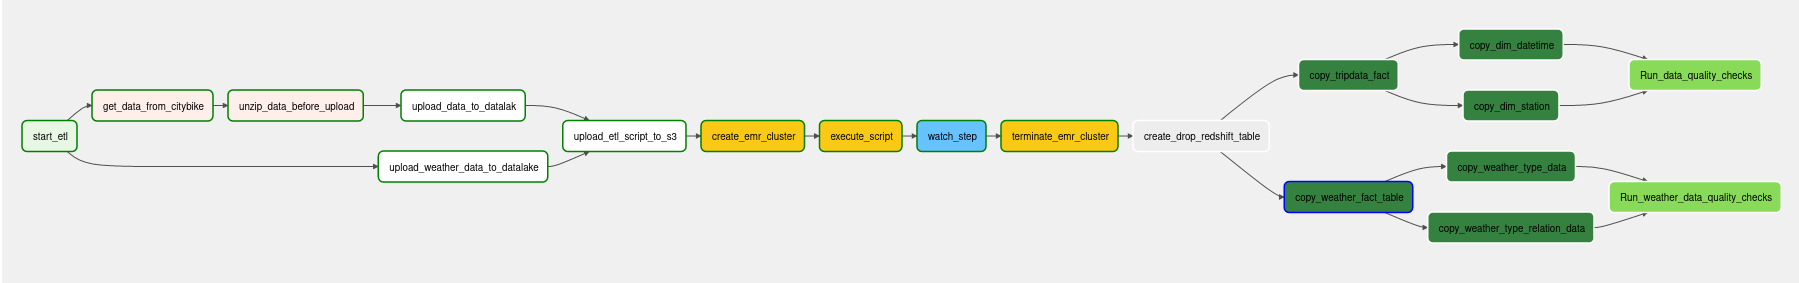 start_etl
get_data_from_citybike
unzip_data_before_upload
upload_data_to_datalak
upload_weather_data_to_datalake
upload_etl_script_to_s3
create_emr_cluster
execute_script
watch_step
terminate_emr_cluster
create_drop_redshift_table
copy_tripdata_fact
copy_dim_datetime
copy_dim_station
Run_data_quality_checks
copy_weather_fact_table
copy_weather_type_data
copy_weather_type_relation_data
Run_weather_data_quality_checks